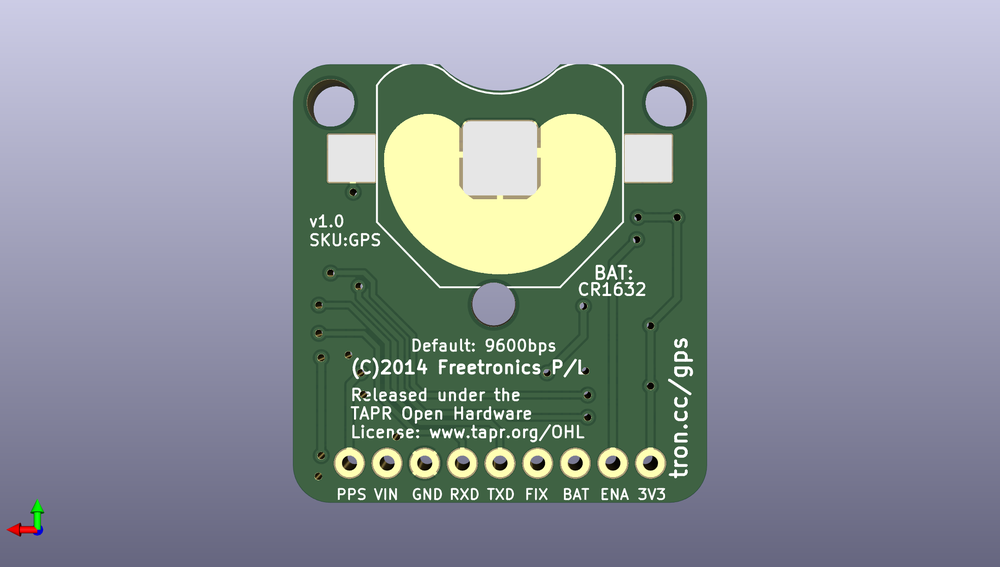 v1.0
SKU:GPS
BAT:
CR1632
Default: 9600bps
(C)2014 Freetronics P/L
Released under the
TAPR Open Hardware
License: www.tapr.org/OHL
tron.cc/gps
PPS VIN GND RXD TXD FIX BAT ENA 3V3